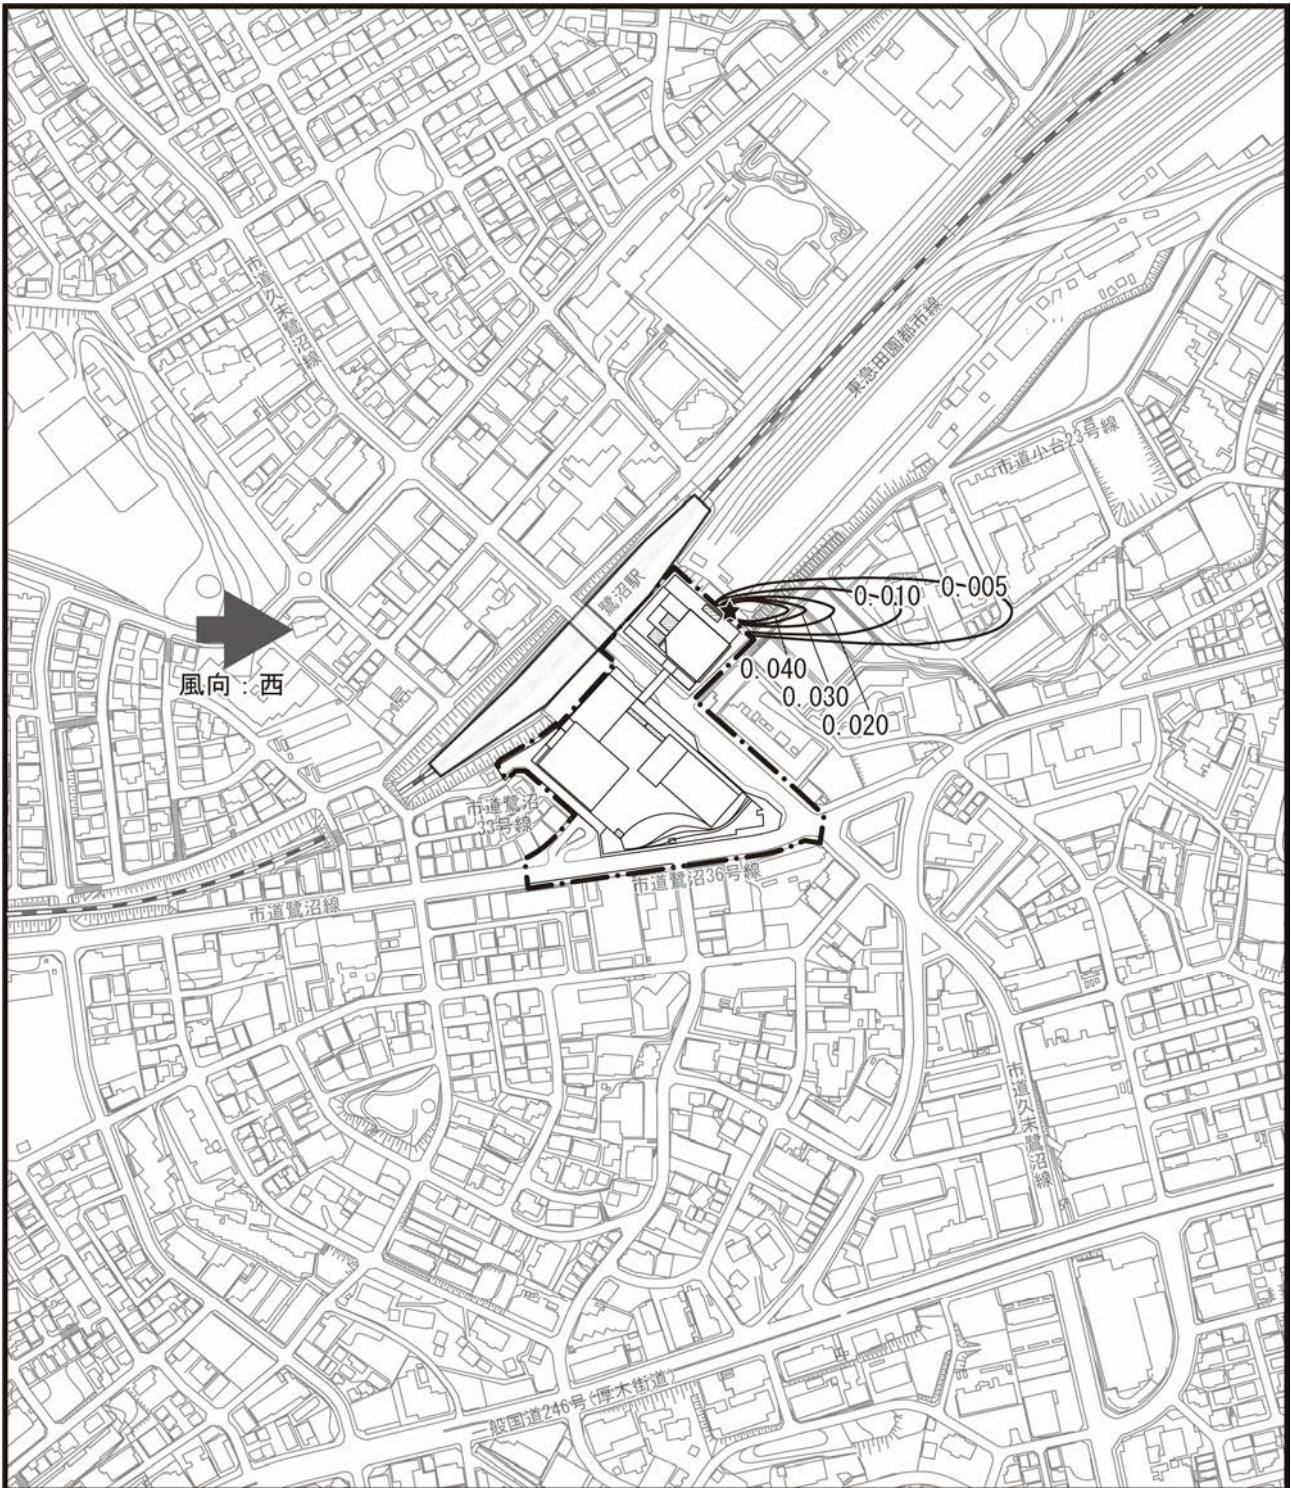 市道久末鷺沼線
東急田園都市線
市道小台23号線
鷺沼駅
0.005
0.010
風向：西
0.040
0.030
0.020
市道鷺沼
33号線
市道鷺沼36号線
市道鷺沼線
市道久末鷺沼線
一般国道246号(厚木街道)